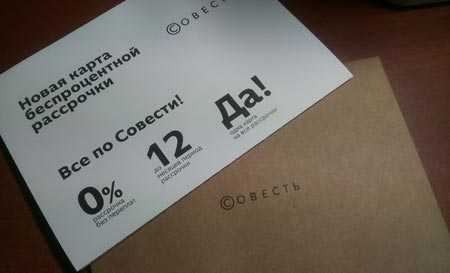 ©ОВЕСТЬ
Новая карта
беспроцентной
рассрочки
Все по Совести!
0%
рассрочка
без переплат
до
12
месяцев период
рассрочки
Да!
одна карта
на все рассрочки
©ОВЕСТЬ